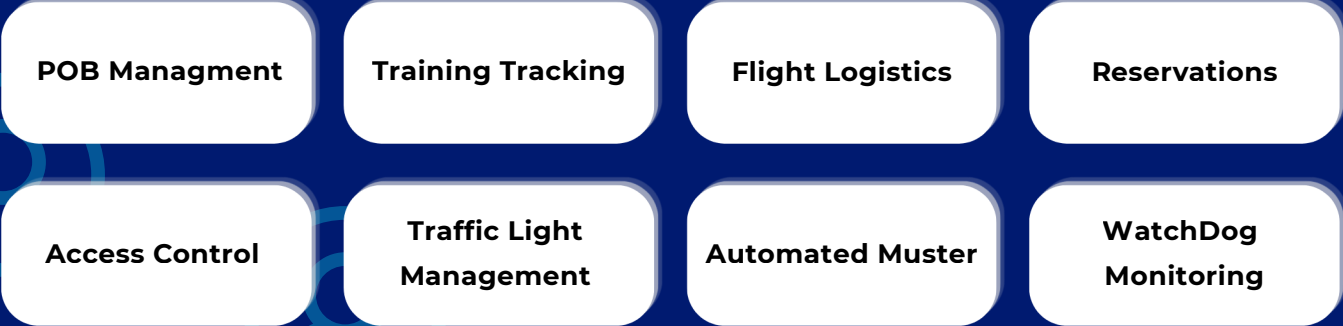 POB Managment
Training Tracking
Flight Logistics
Reservations
Access Control
Traffic Light
Management
Automated Muster
WatchDog
Monitoring